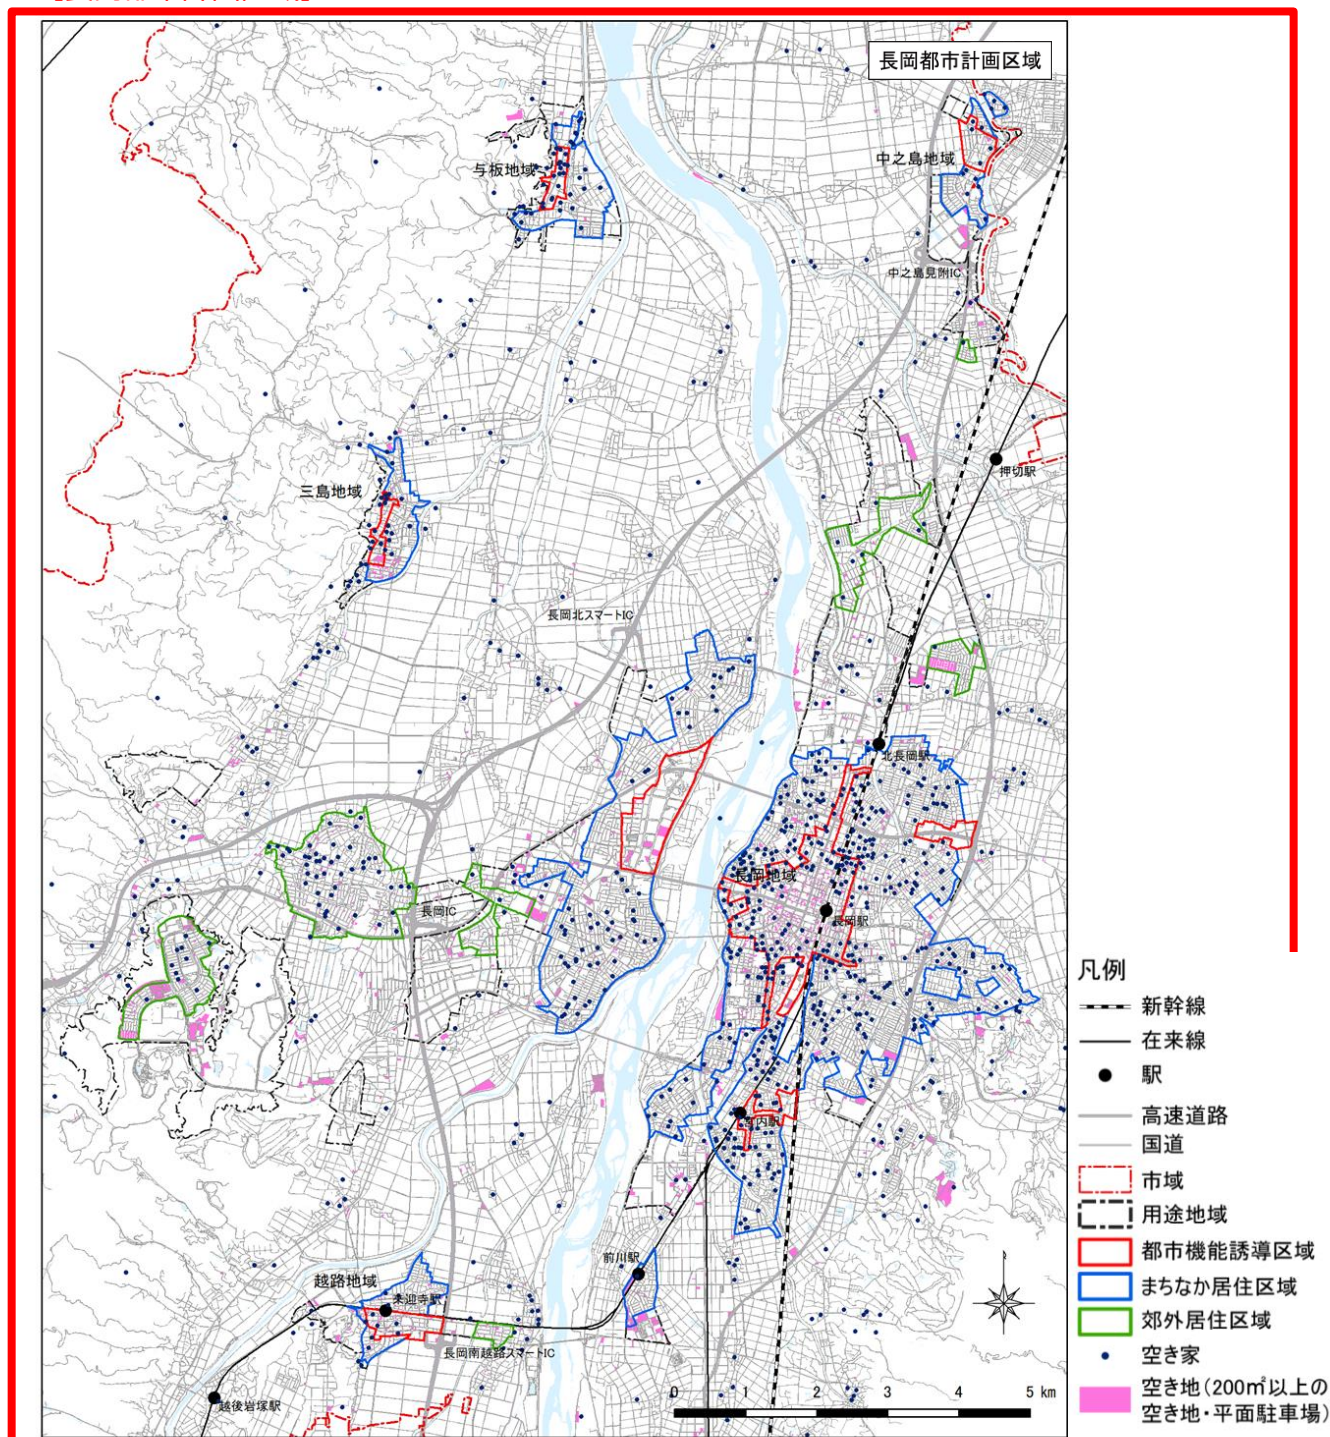 長岡都市計画区域
中之島地域
与板地域
中之島見附IC
押切駅
三島地域
長岡北スマートIC
北長岡駅
長岡地域
長岡駅
長岡IC
宮内駅
前川駅
越路地域
来迎寺駅
長岡南越路スマートIC
越後岩塚駅
0 1 2 3 4 5 km
凡例
新幹線
在来線
駅
高速道路
国道
市域
用途地域
都市機能誘導区域
まちなか居住区域
郊外居住区域
空き家
空き地(200㎡以上の
空き地・平面駐車場)